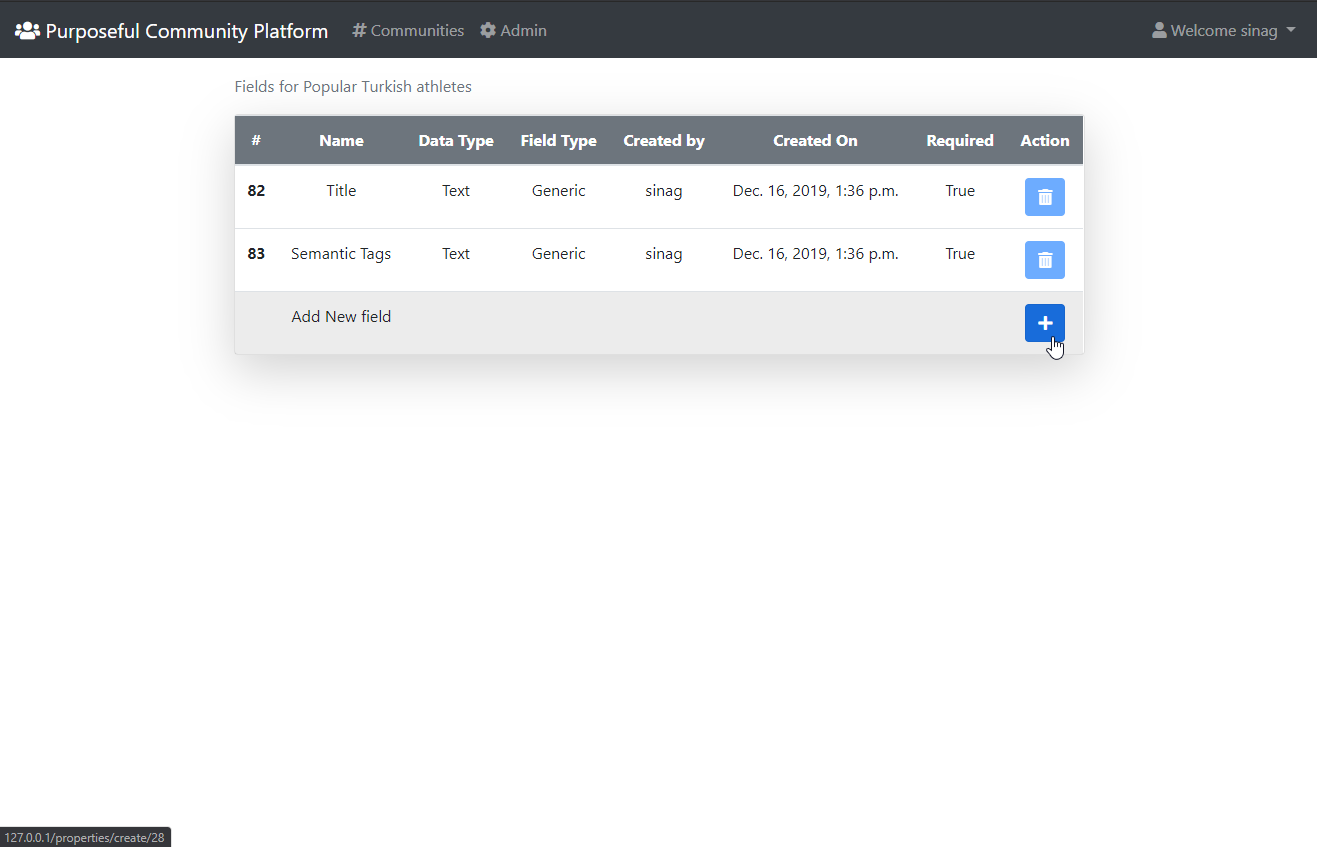 Purposeful Community Platform # Communities Admin Welcome sinag
Fields for Popular Turkish athletes
# Name Data Type Field Type Created by Created On Required Action
82 Title Text Generic sinag Dec. 16, 2019, 1:36 p.m. True
83 Semantic Tags Text Generic sinag Dec. 16, 2019, 1:36 p.m. True
Add New field
127.0.0.1/properties/create/28